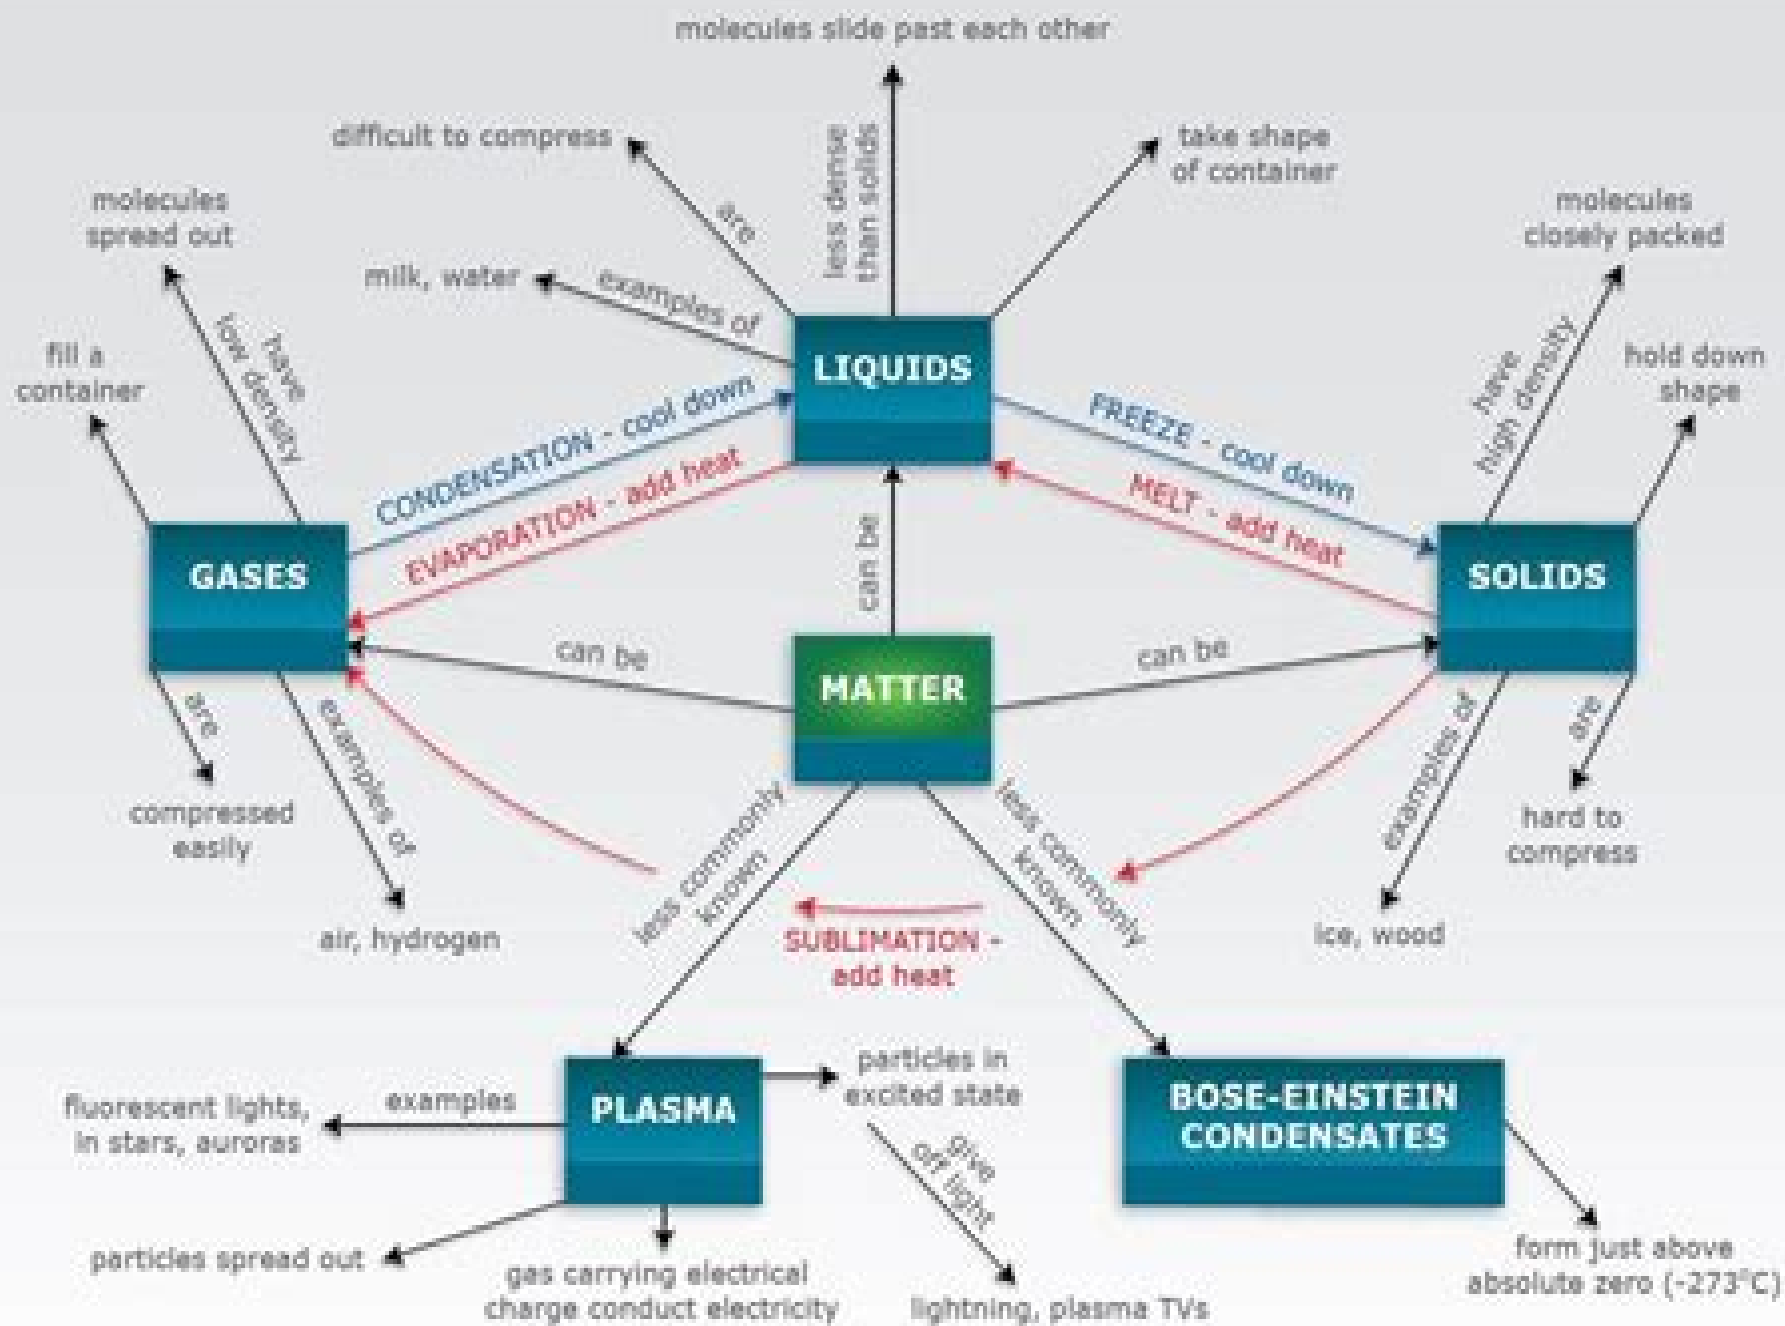 molecules slide past each other
difficult to compress
are
less dense
than solids
take shape
of container
molecules
spread out
milk, water
examples of
molecules
closely packed
fill a
container
have
low density
LIQUIDS
have
high density
hold down
shape
CONDENSATION - cool down
EVAPORATION - add heat
FREEZE - cool down
MELT - add heat
GASES
can be
SOLIDS
can be
MATTER
can be
are
compressed
easily
examples of
air, hydrogen
less commonly
known
less commonly
known
SUBLIMATION -
add heat
examples of
ice, wood
are
hard to
compress
PLASMA
examples
fluorescent lights,
in stars, auroras
particles in
excited state
give
off light
lightning, plasma TVs
particles spread out
gas carrying electrical
charge conduct electricity
BOSE-EINSTEIN
CONDENSATES
form just above
absolute zero (-273°C)